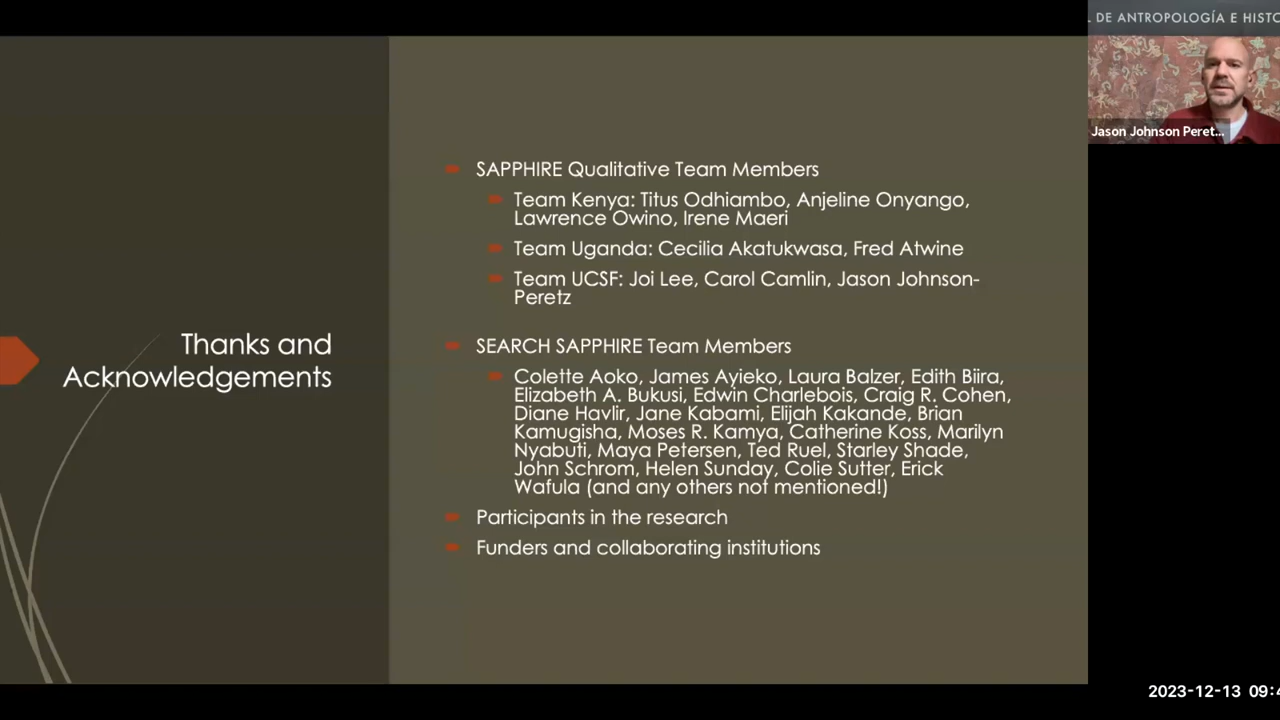 Thanks and
Acknowledgements
SAPPHIRE Qualitative Team Members
Team Kenya: Titus Odhiambo, Anjeline Onyango,
Lawrence Owino, Irene Maeri
Team Uganda: Cecilia Akatukwasa, Fred Atwine
Team UCSF: Joi Lee, Carol Camlin, Jason Johnson-
Peretz
SEARCH SAPPHIRE Team Members
Colette Aoko, James Ayieko, Laura Balzer, Edith Biira,
Elizabeth A. Bukusi, Edwin Charlebois, Craig R. Cohen,
Diane Havlir, Jane Kabami, Elijah Kakande, Brian
Kamugisha, Moses R. Kamya, Catherine Koss, Marilyn
Nyabuti, Maya Petersen, Ted Ruel, Starley Shade,
John Schrom, Helen Sunday, Colie Sutter, Erick
Wafula (and any others not mentioned!)
Participants in the research
Funders and collaborating institutions
DE ANTROPOLOGÍA E HISTO
Jason Johnson Peret...
2023-12-13 09:4